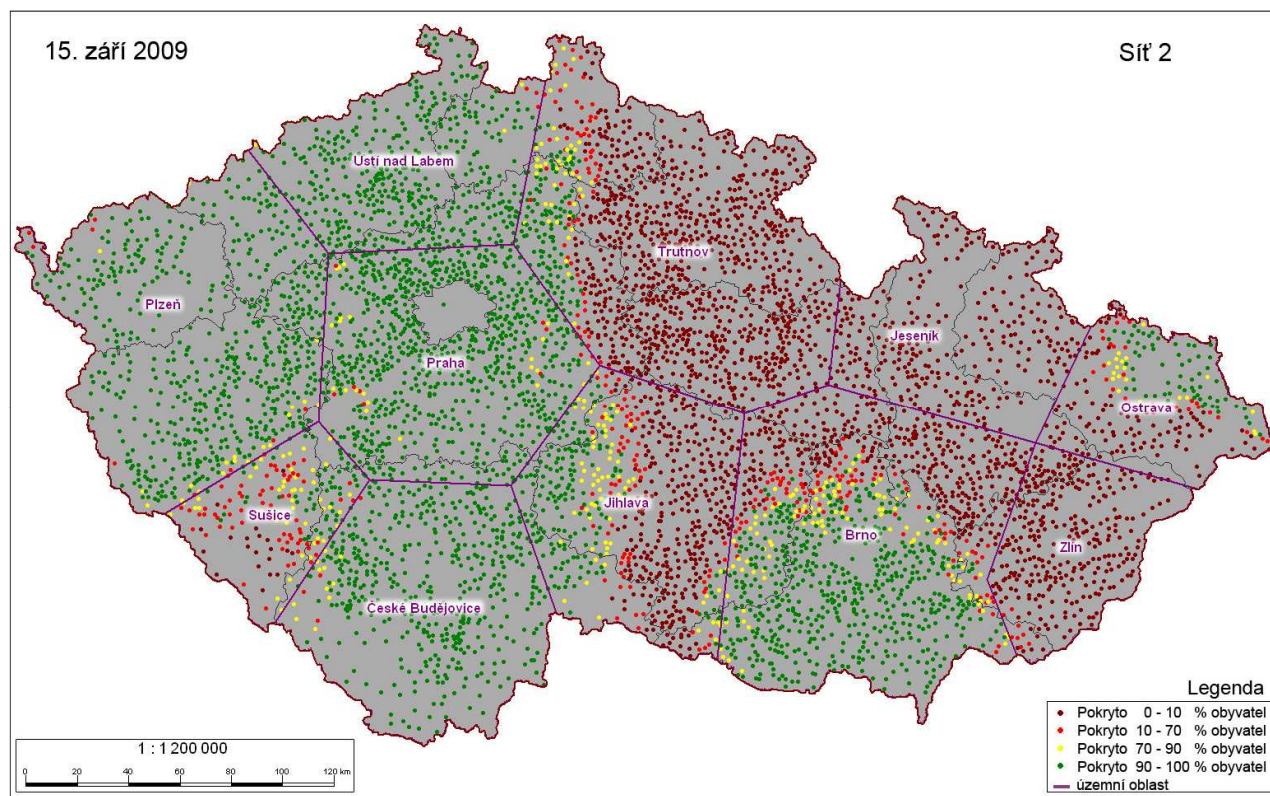 15. září 2009
Síť 2
Ústí nad Labem
Trutnov
Plzeň
Jeseník
Praha
Ostrava
Jihlava
Sušice
Brno
Zlín
České Budějovice
Legenda
Pokryto 0 - 10 % obyvatel
Pokryto 10 - 70 % obyvatel
Pokryto 70 - 90 % obyvatel
Pokryto 90 - 100 % obyvatel
územní oblast
1 : 1 200 000
0 20 40 60 80 100 120 km